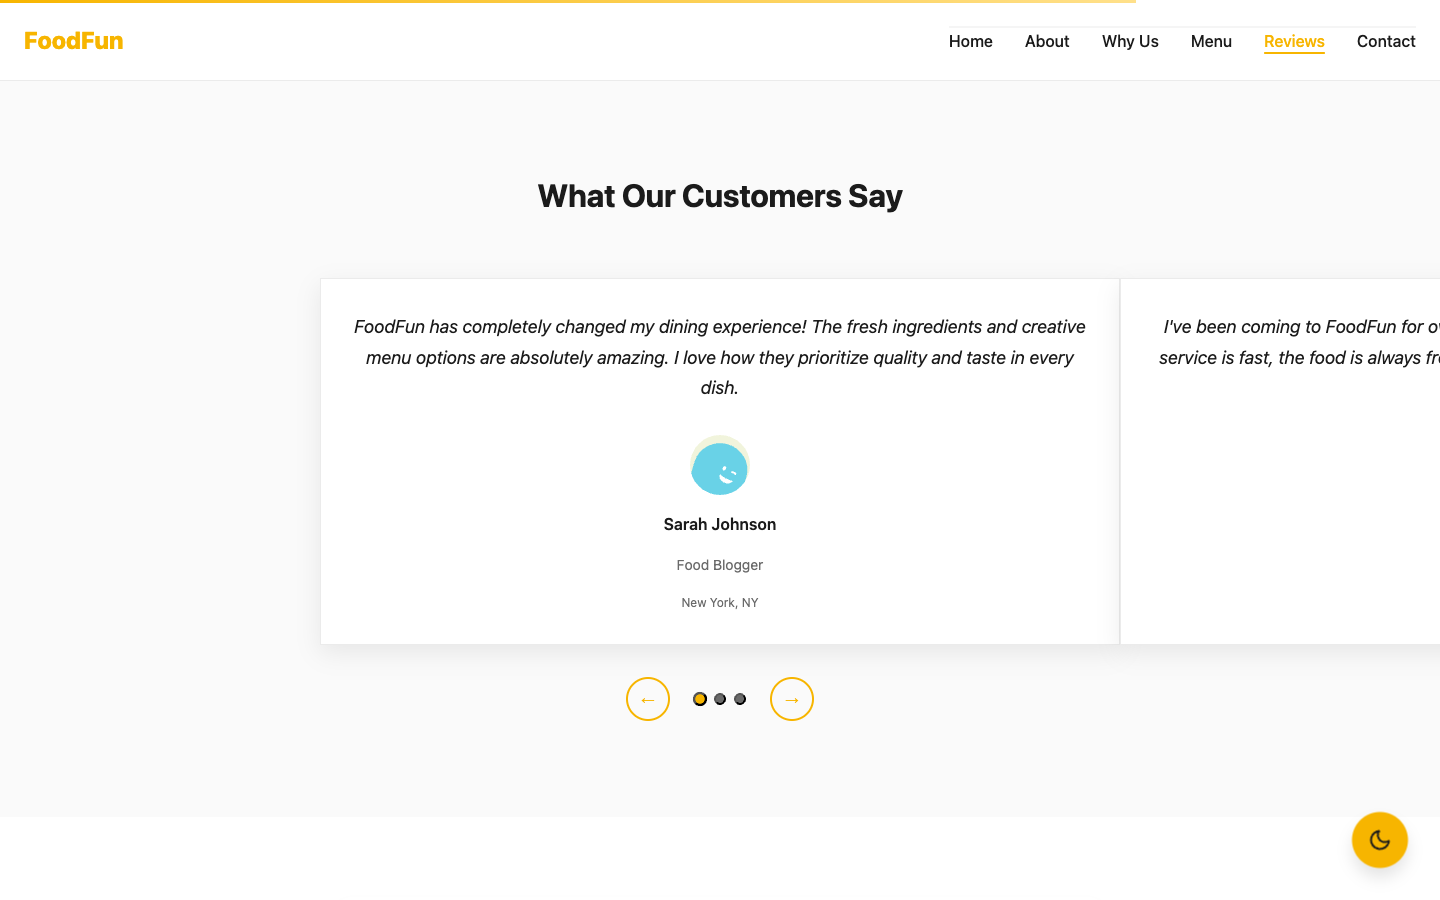 FoodFun
Home About Why Us Menu Reviews Contact
What Our Customers Say
FoodFun has completely changed my dining experience! The fresh ingredients and creative
menu options are absolutely amazing. I love how they prioritize quality and taste in every
dish.
Sarah Johnson
Food Blogger
New York, NY
I've been coming to FoodFun for
service is fast, the food is always
← →